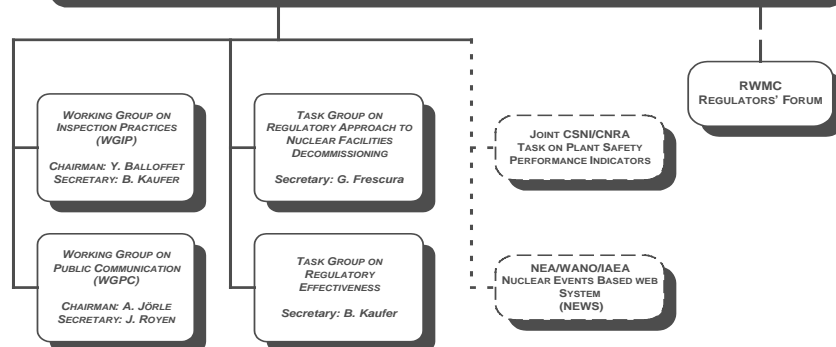 WORKING GROUP ON
INSPECTION PRACTICES
(WGIP)
CHAIRMAN: Y. BALLOFFET
SECRETARY: B. KAUFER
TASK GROUP ON
REGULATORY APPROACH TO
NUCLEAR FACILITIES
DECOMMISSIONING
Secretary: G. Frescura
JOINT CSNI/CNRA
TASK ON PLANT SAFETY
PERFORMANCE INDICATORS
RWMC
REGULATORS' FORUM
WORKING GROUP ON
PUBLIC COMMUNICATION
(WGPC)
CHAIRMAN: A. JÖRLE
SECRETARY: J. ROYEN
TASK GROUP ON
REGULATORY
EFFECTIVENESS
Secretary: B. Kaufer
NEA/WANO/IAEA
NUCLEAR EVENTS BASED WEB
SYSTEM
(NEWS)